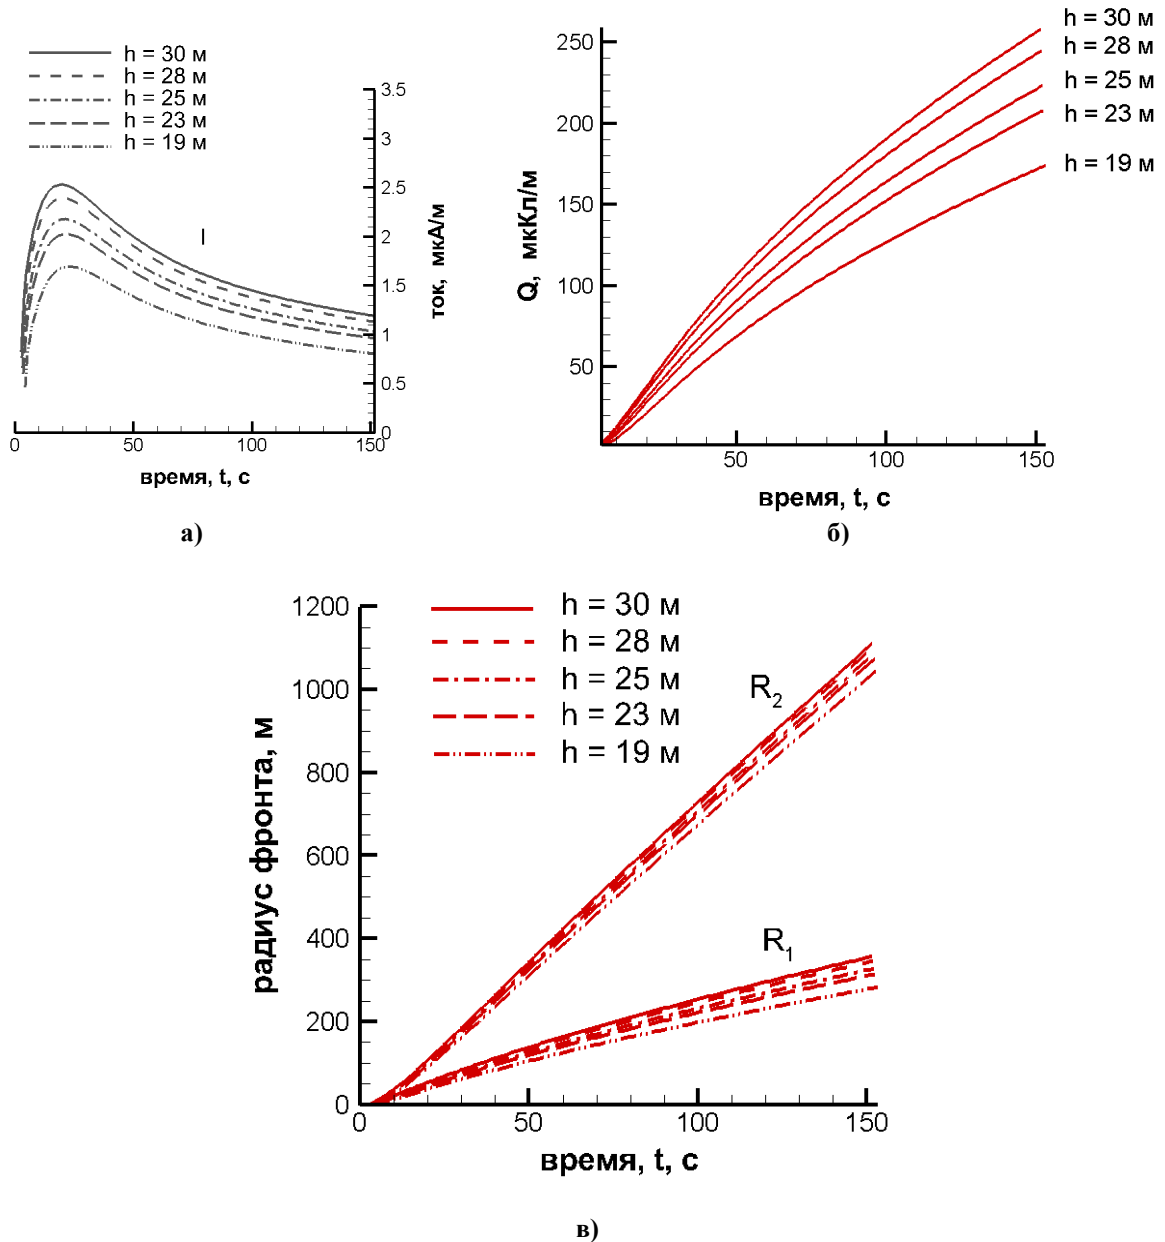 h = 30 м
h = 28 м
h = 25 м
h = 23 м
h = 19 м
I
3.5
3
2.5
2
1.5
1
0.5
0
ток, мкА/м
0
50
100
150
время, t, с
а)
250
200
150
100
50
Q, мкКл/м
h = 30 м
h = 28 м
h = 25 м
h = 23 м
h = 19 м
50
100
150
время, t, с
б)
1200
1000
800
600
400
200
0
радиус фронта, м
h = 30 м
h = 28 м
h = 25 м
h = 23 м
h = 19 м
R2
R1
0
50
100
150
время, t, с
в)